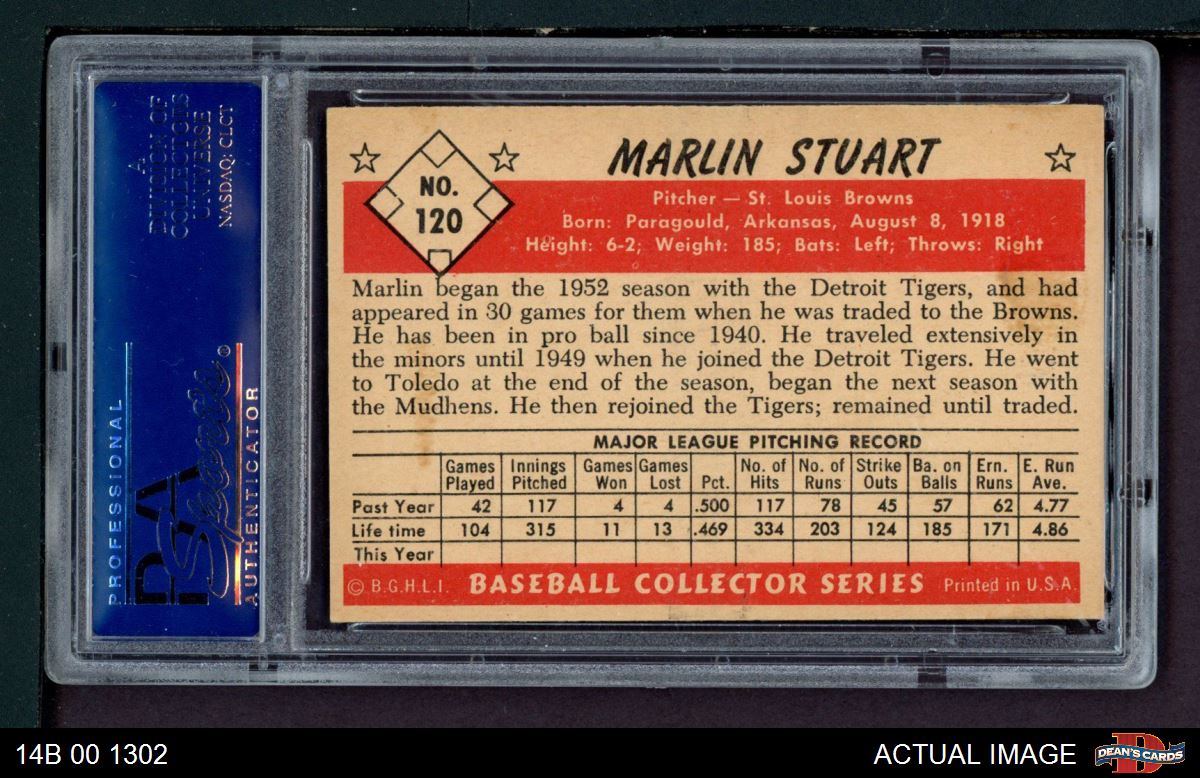 A
DIVISION OF
COLLECTORS
UNIVERSE
NASDAQ: CLCT
PROFESSIONAL
PSA
Sports
®
AUTHENTICATOR
MARLIN STUART
NO.
120
Pitcher — St. Louis Browns
Born: Paragould, Arkansas, August 8, 1918
Height: 6-2; Weight: 185; Bats: Left; Throws: Right
Marlin began the 1952 season with the Detroit Tigers, and had
appeared in 30 games for them when he was traded to the Browns.
He has been in pro ball since 1940. He traveled extensively in
the minors until 1949 when he joined the Detroit Tigers. He went
to Toledo at the end of the season, began the next season with
the Mudhens. He then rejoined the Tigers; remained until traded.
MAJOR LEAGUE PITCHING RECORD
Games Played Innings Pitched Games Won Games Lost Pct. No. of Hits No. of Runs Strike Outs Ba. on Balls Ern. Runs E. Run Ave.
Past Year 42 117 4 4 .500 117 78 45 57 62 4.77
Life time 104 315 11 13 .469 334 203 124 185 171 4.86
This Year
© B.G.H.L.I. BASEBALL COLLECTOR SERIES Printed in U.S.A.
14B 00 1302
ACTUAL IMAGE
DEAN'S CARDS